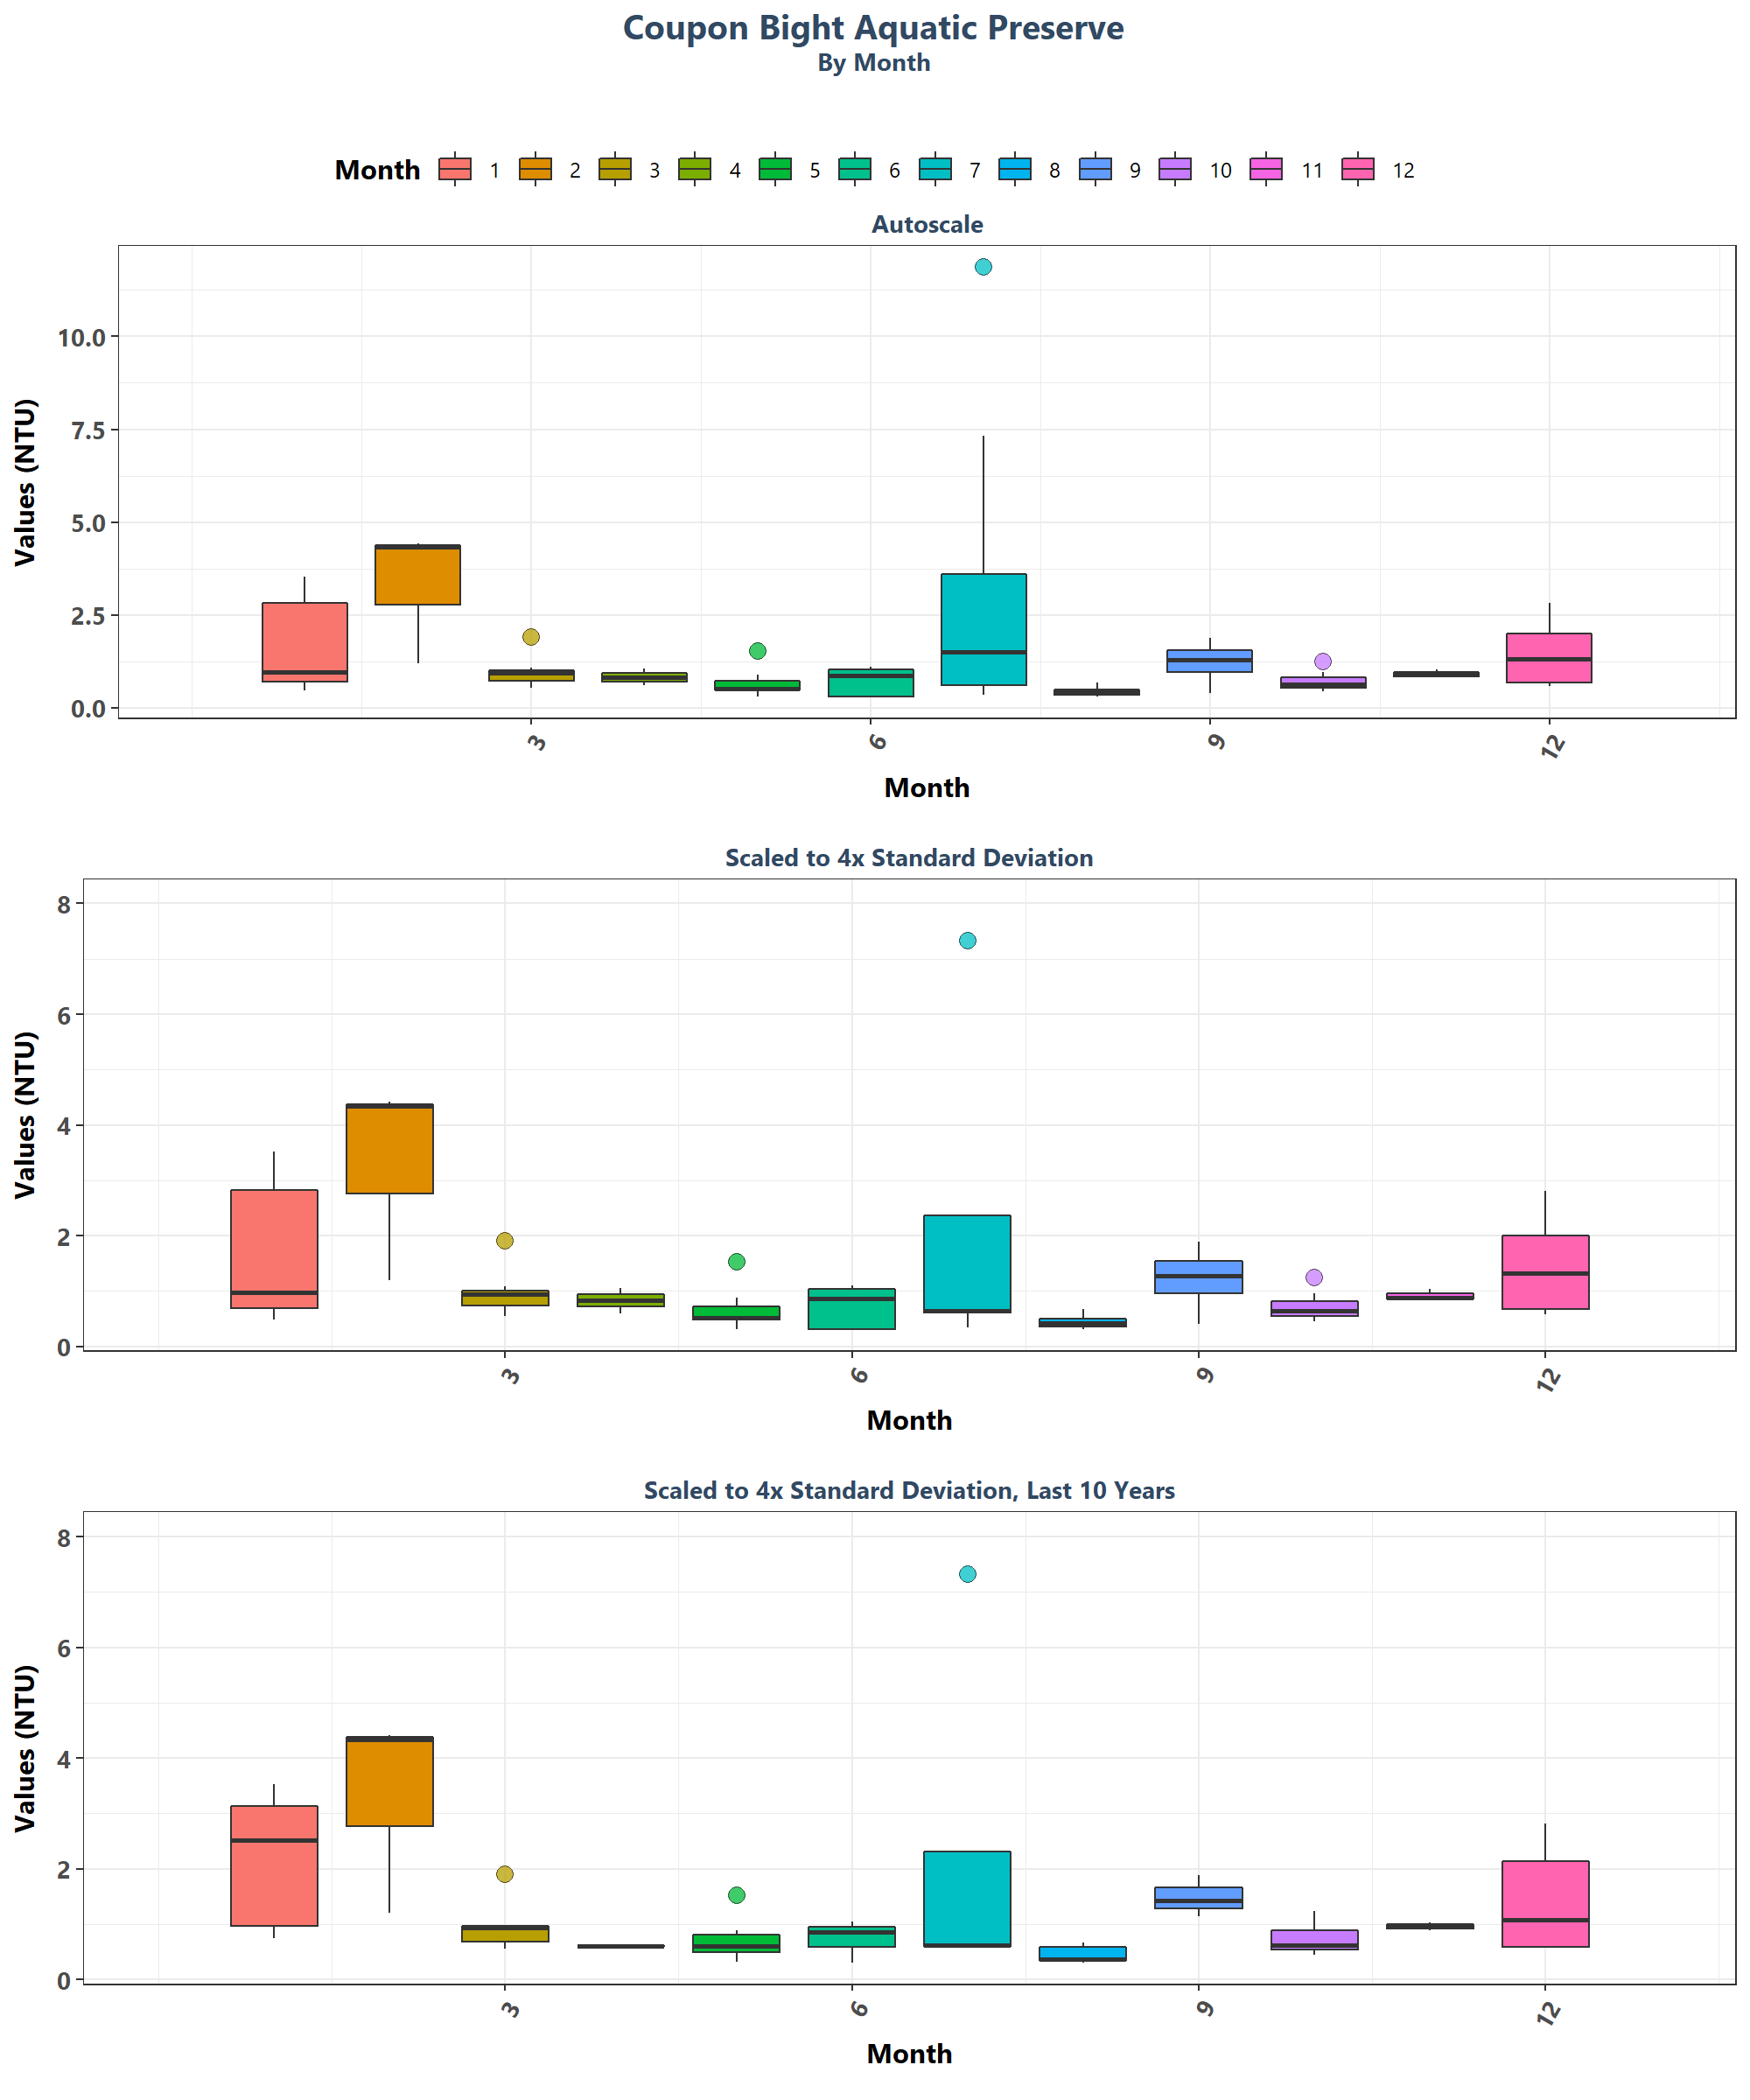 Coupon Bight Aquatic Preserve
By Month
Month 1 2 3 4 5 6 7 8 9 10 11 12
Autoscale
Values (NTU)
10.0
7.5
5.0
2.5
0.0
3 6 9 12
Month
Scaled to 4x Standard Deviation
Values (NTU)
8
6
4
2
0
3 6 9 12
Month
Scaled to 4x Standard Deviation, Last 10 Years
Values (NTU)
8
6
4
2
0
3 6 9 12
Month